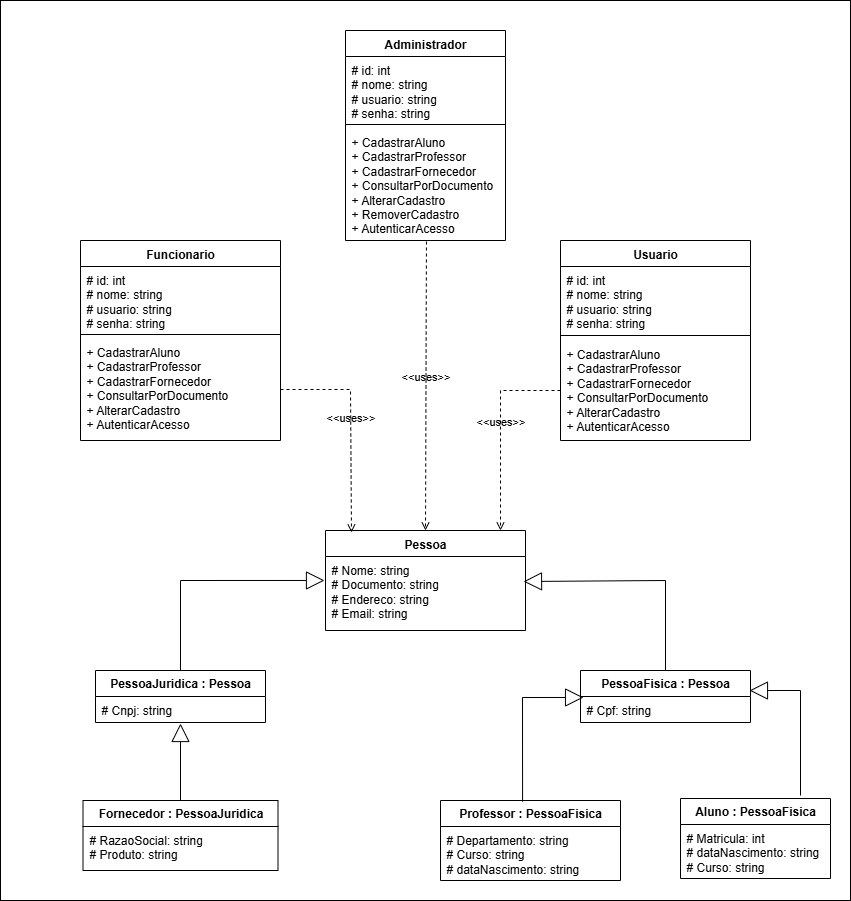 Administrador
# id: int
# nome: string
# usuario: string
# senha: string
+ CadastrarAluno
+ CadastrarProfessor
+ CadastrarFornecedor
+ ConsultarPorDocumento
+ AlterarCadastro
+ RemoverCadastro
+ AutenticarAcesso
Funcionario
# id: int
# nome: string
# usuario: string
# senha: string
+ CadastrarAluno
+ CadastrarProfessor
+ CadastrarFornecedor
+ ConsultarPorDocumento
+ AlterarCadastro
+ AutenticarAcesso
Usuario
# id: int
# nome: string
# usuario: string
# senha: string
+ CadastrarAluno
+ CadastrarProfessor
+ CadastrarFornecedor
+ ConsultarPorDocumento
+ AlterarCadastro
+ AutenticarAcesso
<<uses>>
<<uses>>
<<uses>>
Pessoa
# Nome: string
# Documento: string
# Endereco: string
# Email: string
PessoaJuridica : Pessoa
# Cnpj: string
PessoaFisica : Pessoa
# Cpf: string
Fornecedor : PessoaJuridica
# RazaoSocial: string
# Produto: string
Professor : PessoaFisica
# Departamento: string
# Curso: string
# dataNascimento: string
Aluno : PessoaFisica
# Matricula: int
# dataNascimento: string
# Curso: string